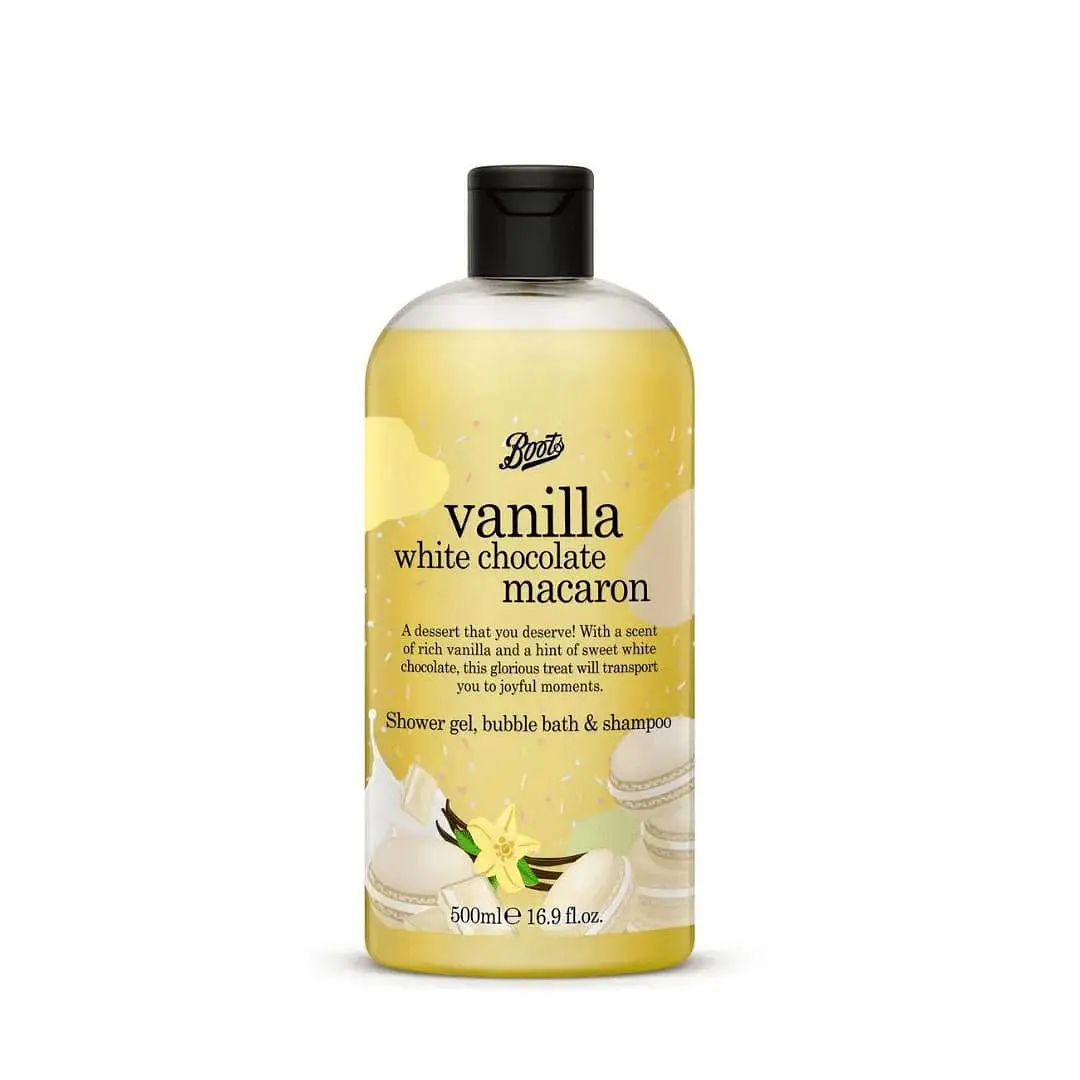 Boots
vanilla
white chocolate
macaron
A dessert that you deserve! With a scent
of rich vanilla and a hint of sweet white
chocolate, this glorious treat will transport
you to joyful moments.
Shower gel, bubble bath & shampoo
500ml ℮ 16.9 fl.oz.